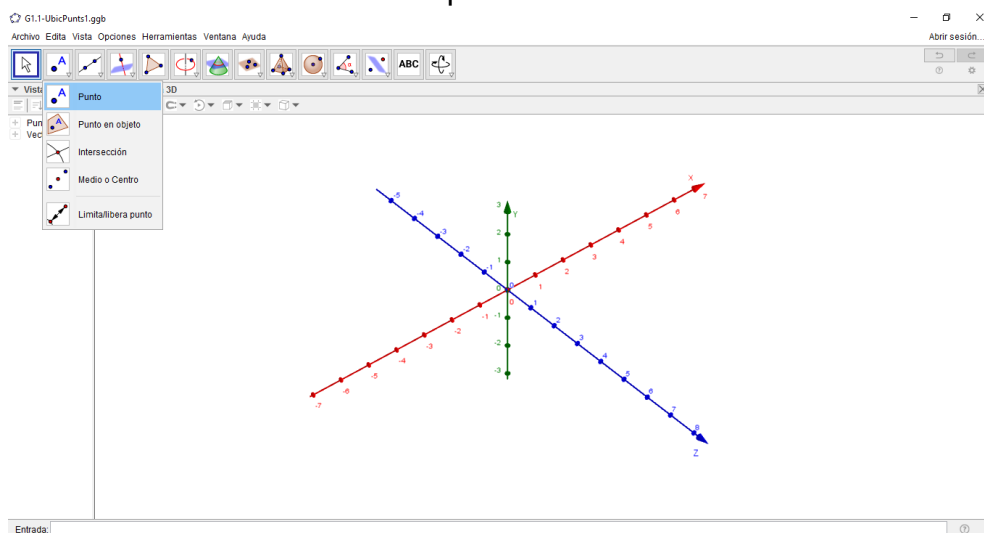 G1.1-UbicPunts1.ggb
Archivo Edita Vista Opciones Herramientas Ventana Ayuda
Abrir sesión...
A
ABC
Vista
3D
A Punto
A Punto en objeto
Intersección
Medio o Centro
Limita/libera punto
+ Pun
+ Vec
X
7
6
5
4
3
2
1
0
-1
-2
-3
-4
-5
-6
-7
3
Y
2
1
0
-1
-2
-3
-5
-4
-3
-2
-1
0
1
2
3
4
5
6
7
8
Z
Entrada: